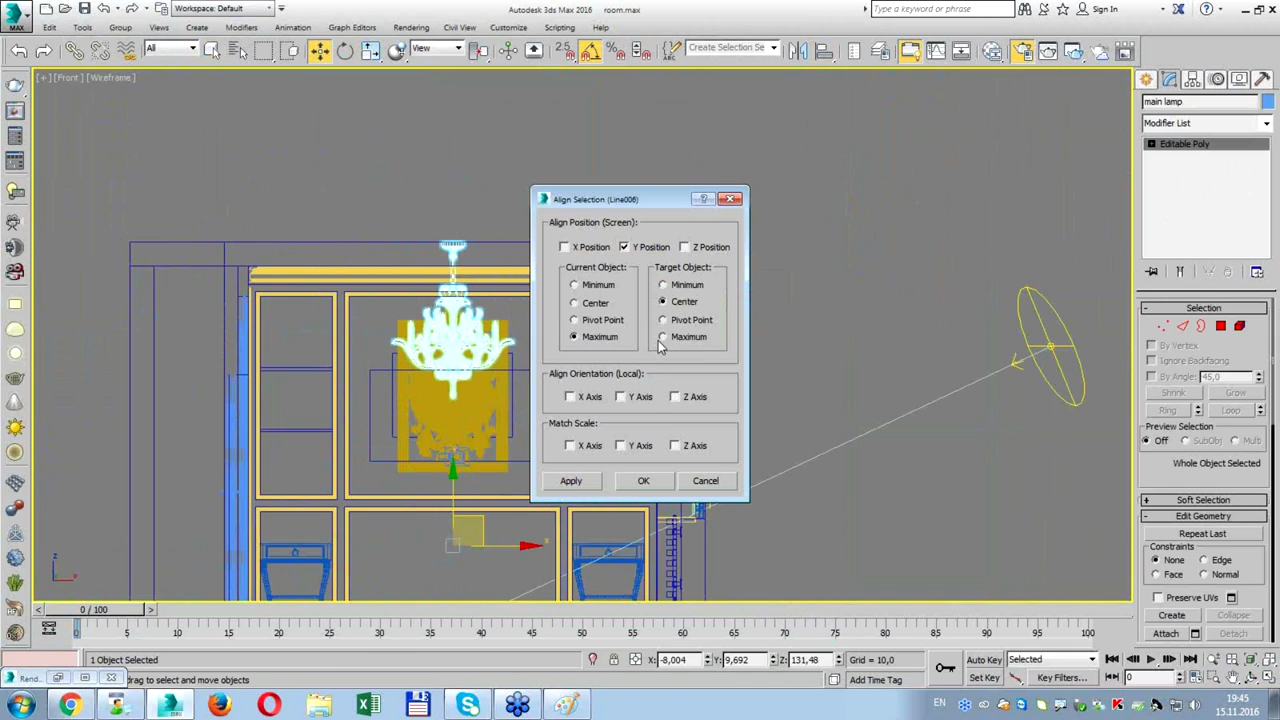 Workspace: Default
Autodesk 3ds Max 2016 room.max
Type a keyword or phrase
Sign In
MAX
Edit Tools Group Views Create Modifiers Animation Graph Editors Rendering Civil View Customize Scripting Help
All
View
2.5
Create Selection Se
[+] [Front] [Wireframe]
main lamp
Modifier List
Editable Poly
Align Selection (Line006)
Align Position (Screen):
X Position Y Position Z Position
Current Object: Target Object:
Minimum Minimum
Center Center
Pivot Point Pivot Point
Maximum Maximum
Align Orientation (Local):
X Axis Y Axis Z Axis
Match Scale:
X Axis Y Axis Z Axis
Apply OK Cancel
Selection
By Vertex
Ignore Backfacing
By Angle: 45,0
Shrink Grow
Ring Loop
Preview Selection
Off SubObj Multi
Whole Object Selected
Soft Selection
Edit Geometry
Repeat Last
Constraints
None Edge
Face Normal
Preserve UVs
Create Collapse
Attach Detach
z
x
x
0 / 100
0 5 10 15 20 25 30 35 40 45 50 55 60 65 70 75 80 85 90 95 100
1 Object Selected
X: -8,004 Y: 9,692 Z: 131,48 Grid = 10,0
Auto Key Selected
Rend...
drag to select and move objects
Add Time Tag
Set Key Key Filters...
0
EN
19:45
15.11.2016